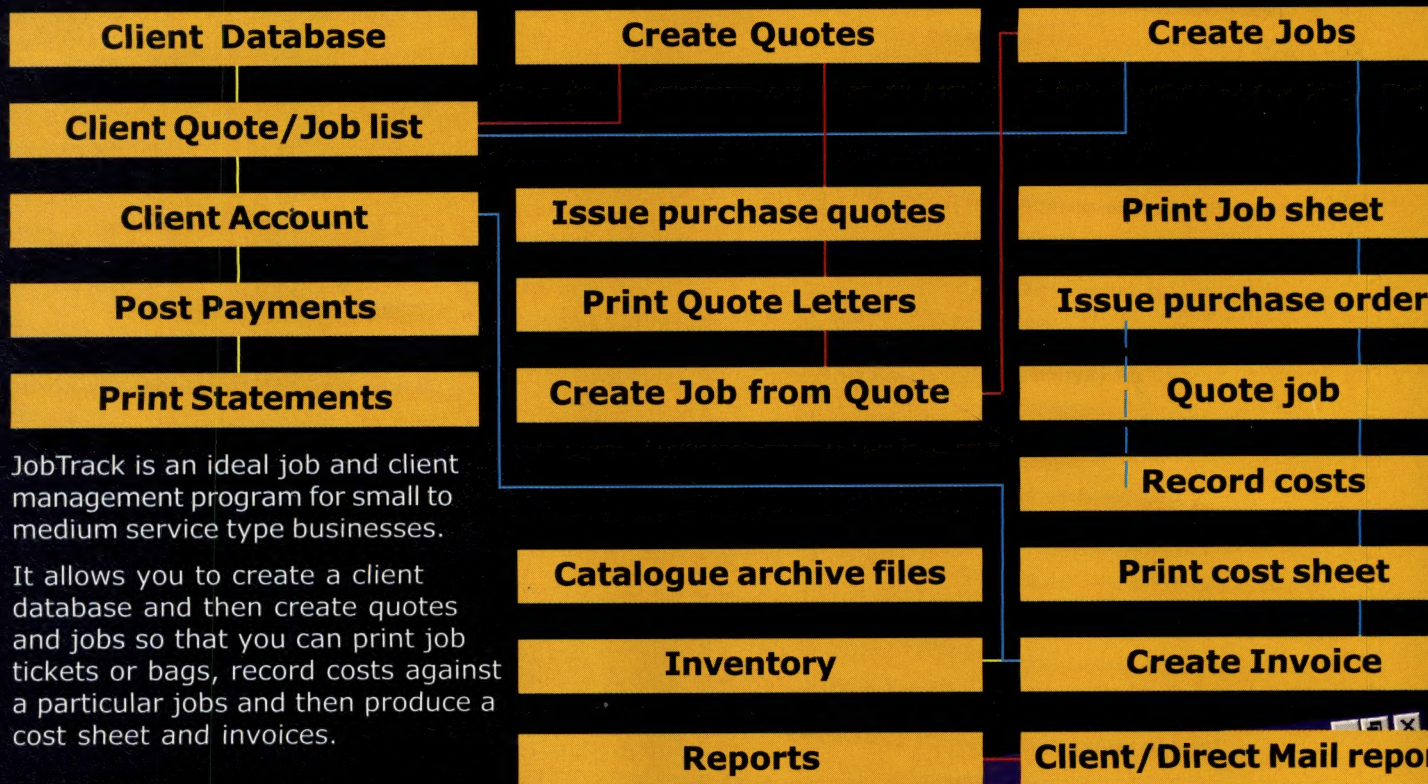 Client Database
Client Quote/Job list
Client Account
Post Payments
Print Statements
JobTrack is an ideal job and client
management program for small to
medium service type businesses.
It allows you to create a client
database and then create quotes
and jobs so that you can print job
tickets or bags, record costs against
a particular jobs and then produce a
cost sheet and invoices.
Create Quotes
Issue purchase quotes
Print Quote Letters
Create Job from Quote
Catalogue archive files
Inventory
Reports
Create Jobs
Print Job sheet
Issue purchase order
Quote job
Record costs
Print cost sheet
Create Invoice
Client/Direct Mail